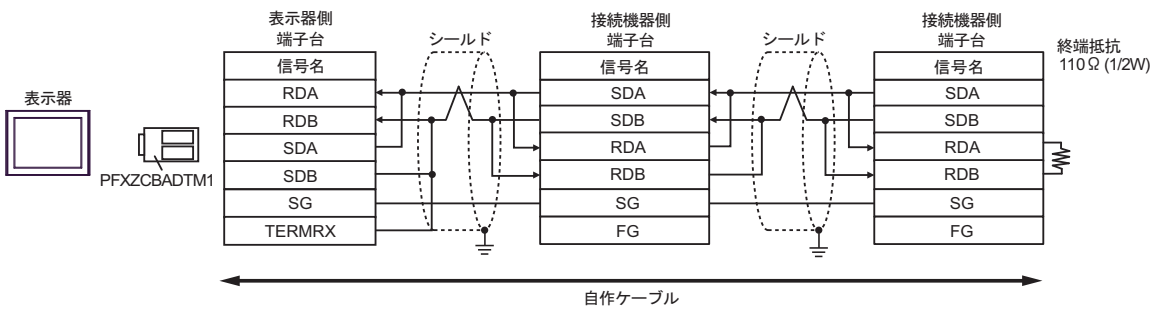 表示器
PFXZCBADTM1
表示器側
端子台
信号名
RDA
RDB
SDA
SDB
SG
TERMRX
シールド
接続機器側
端子台
信号名
SDA
SDB
RDA
RDB
SG
FG
シールド
接続機器側
端子台
信号名
SDA
SDB
RDA
RDB
SG
FG
終端抵抗
110Ω (1/2W)
自作ケーブル